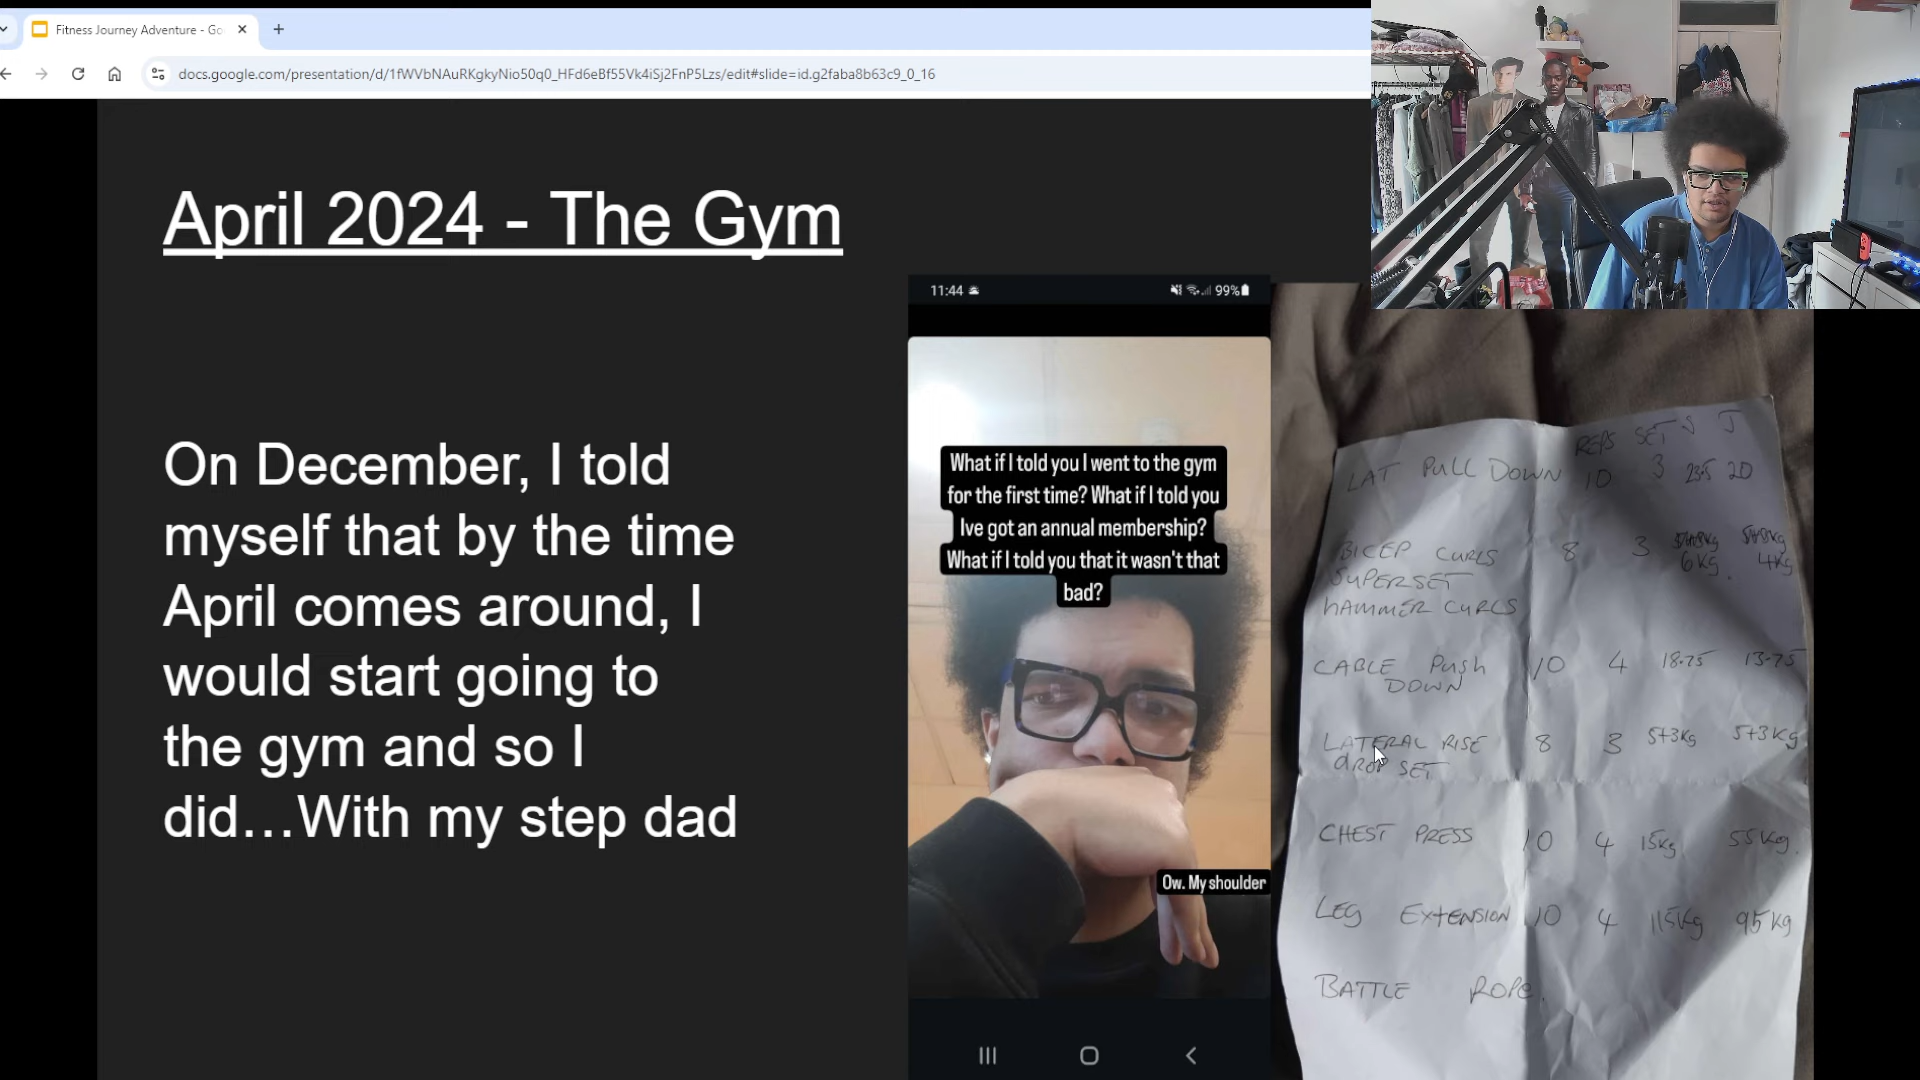 Fitness Journey Adventure - Go
docs.google.com/presentation/d/1fWVbNAuRKgkyNio50q0_HFd6eBf55Vk4iSj2FnP5Lzs/edit#slide=id.g2faba8b63c9_0_16
April 2024 - The Gym
On December, I told
myself that by the time
April comes around, I
would start going to
the gym and so I
did...With my step dad
11:44
99%
What if I told you I went to the gym
for the first time? What if I told you
Ive got an annual membership?
What if I told you that it wasn't that
bad?
Ow. My shoulder
REPS SET S J
LAT PULL DOWN 10 3 23.5 20
BICEP CURLS 8 3
6kg 4kg
SUPERSET
HAMMER CURLS
CABLE PUSH 10 4 18.75 13.75
DOWN
LATERAL RISE 8 3 5+3kg 5+3kg
DROP SET
CHEST PRESS 10 4 15kg 55kg.
LEG EXTENSION 10 4 115kg 95kg
BATTLE ROPE.